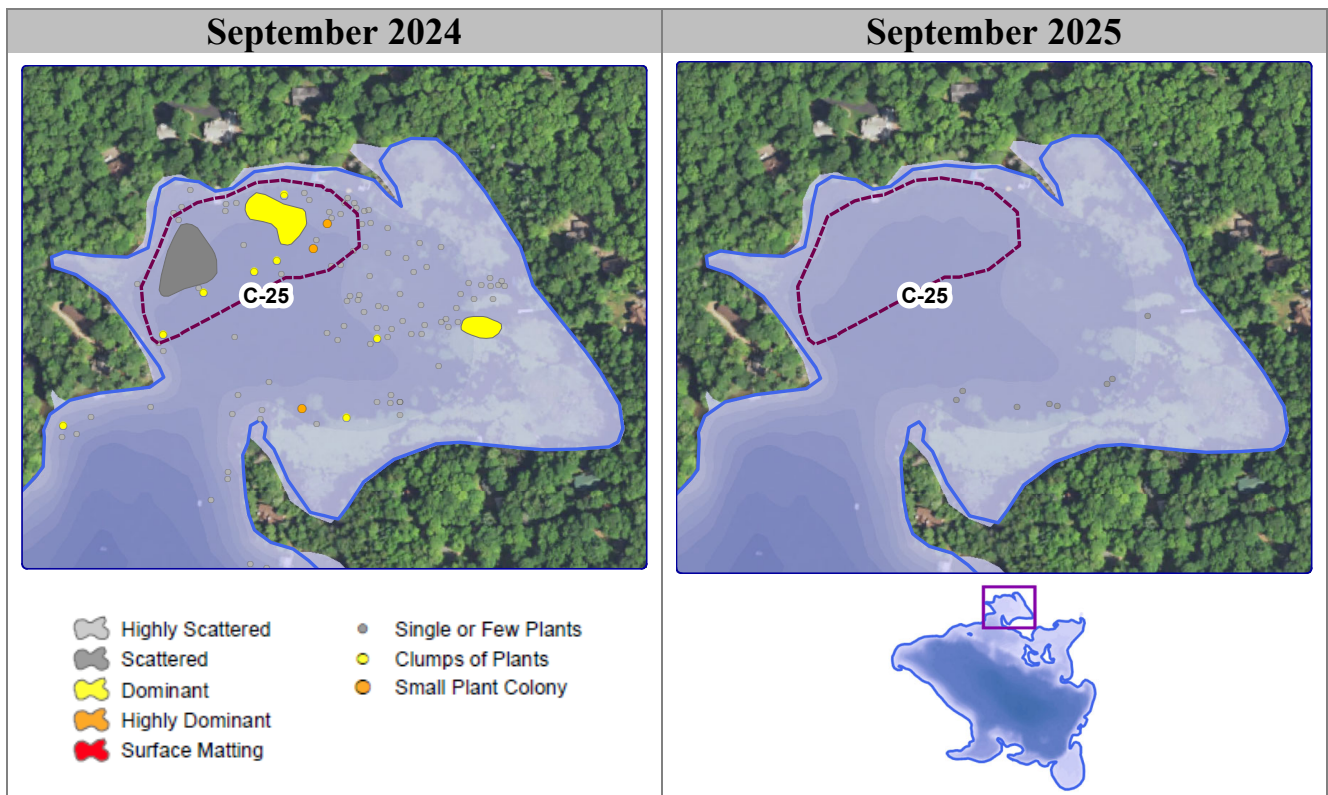 September 2024
September 2025
C-25
C-25
Highly Scattered
Scattered
Dominant
Highly Dominant
Surface Matting
Single or Few Plants
Clumps of Plants
Small Plant Colony